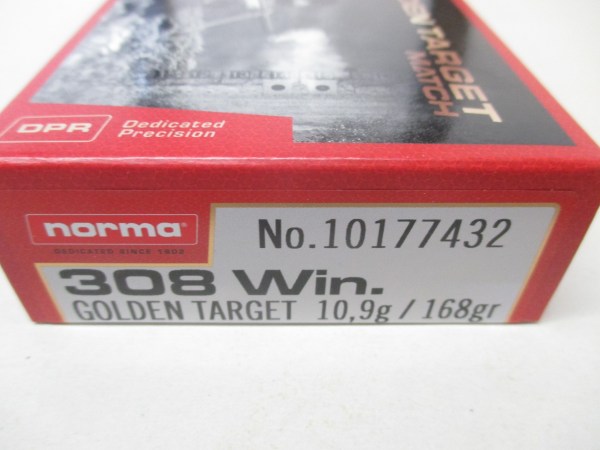 TARGET
MATCH
DPR Dedicated
Precision
norma®
DEDICATED SINCE 1902
No.10177432
308 Win.
GOLDEN TARGET 10,9g / 168gr